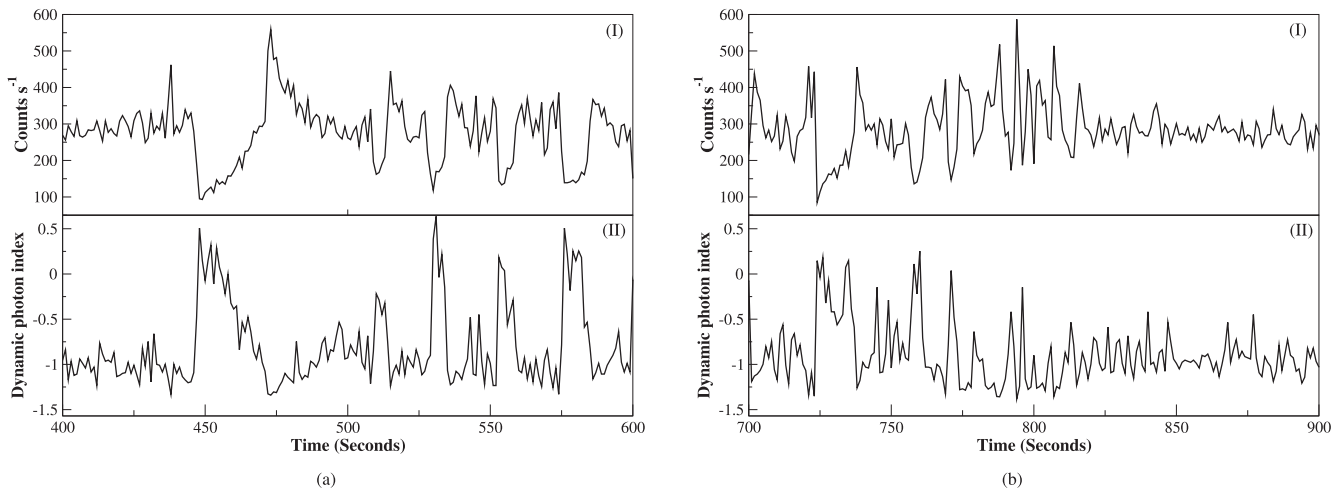 600
500
400
300
200
100
Counts s⁻¹
(I)
0.5
0
-0.5
-1
-1.5
Dynamic photon index
(II)
400
450
500
550
600
Time (Seconds)
(a)
600
500
400
300
200
100
Counts s⁻¹
(I)
0.5
0
-0.5
-1
-1.5
Dynamic photon index
(II)
700
750
800
850
900
Time (Seconds)
(b)